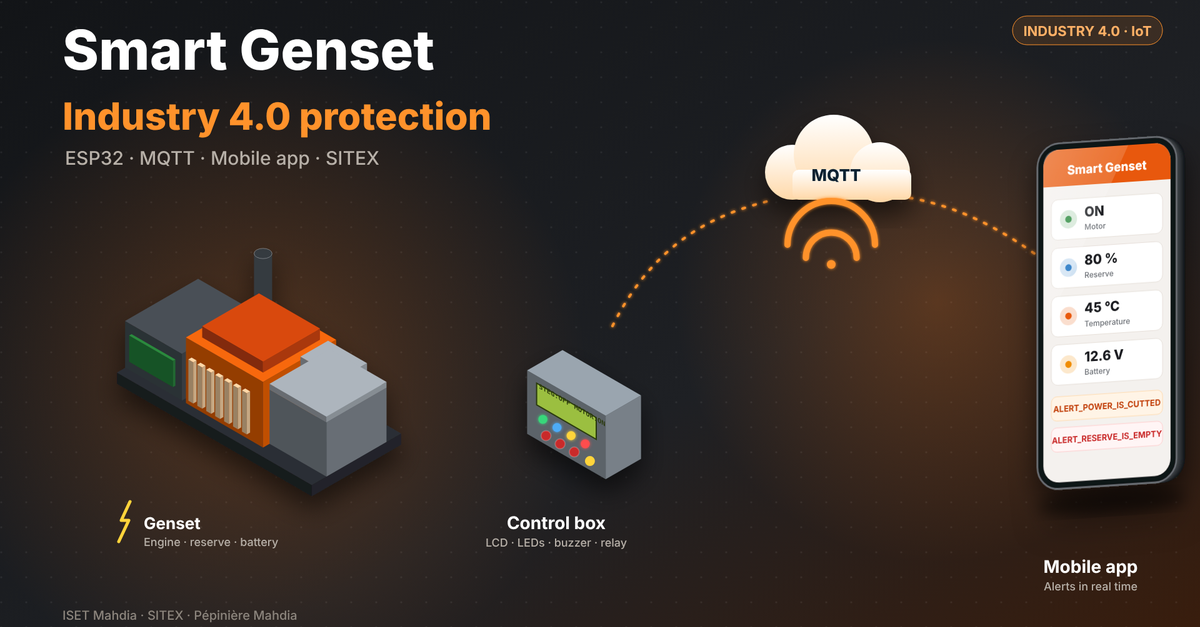 Smart Genset
INDUSTRY 4.0 · IoT
Industry 4.0 protection
ESP32 · MQTT · Mobile app · SITEX
MQTT
Smart Genset
ON
Motor
80 %
Reserve
45 °C
Temperature
12.6 V
Battery
ALERT_POWER_IS_CUTTED
ALERT_RESERVE_IS_EMPTY
Genset
Engine · reserve · battery
Control box
LCD · LEDs · buzzer · relay
Mobile app
Alerts in real time
ISET Mahdia · SITEX · Pépinière Mahdia